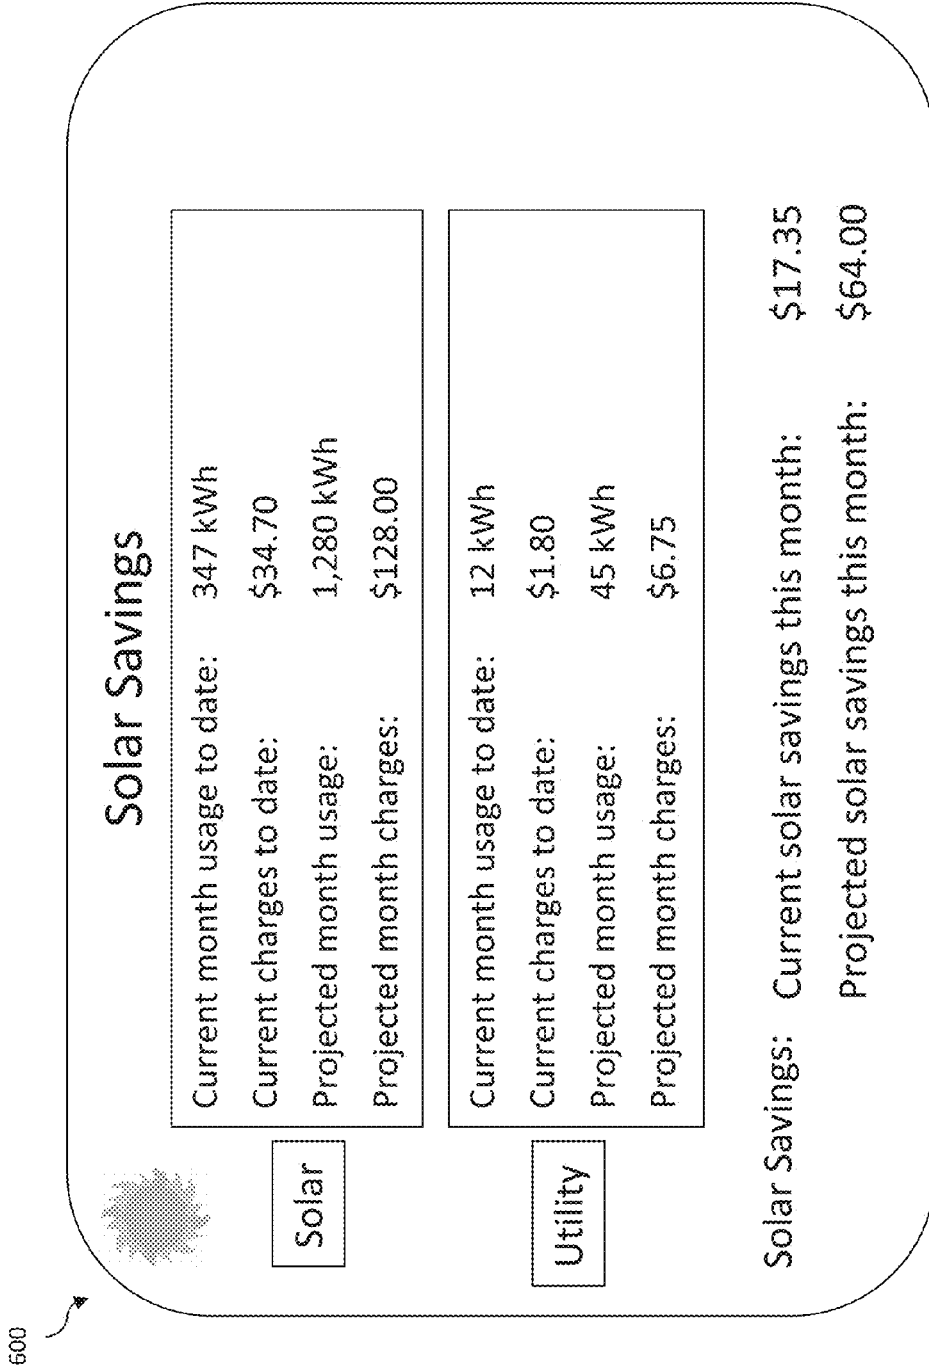 600
Solar Savings
Solar
Current month usage to date: 347 kWh
Current charges to date: $34.70
Projected month usage: 1,280 kWh
Projected month charges: $128.00
Utility
Current month usage to date: 12 kWh
Current charges to date: $1.80
Projected month usage: 45 kWh
Projected month charges: $6.75
Solar Savings: Current solar savings this month: $17.35
Projected solar savings this month: $64.00